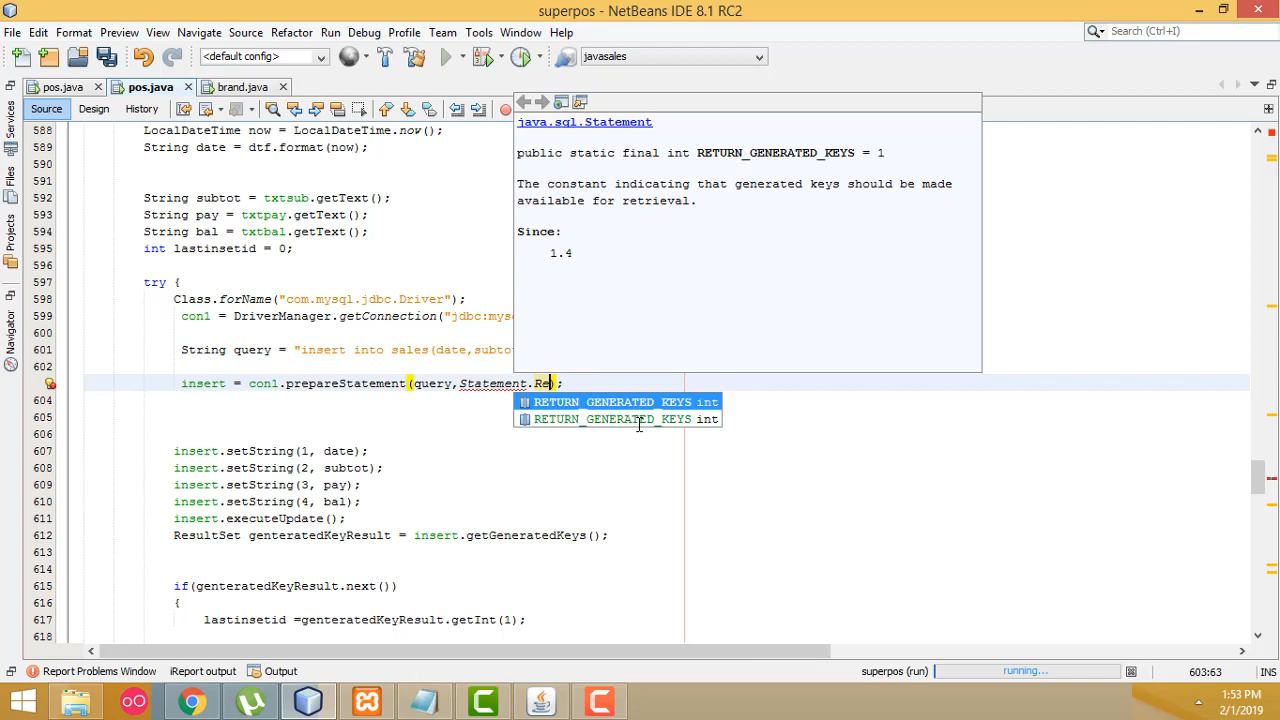 superpos - NetBeans IDE 8.1 RC2
File Edit View Navigate Source Refactor Run Debug Profile Team Tools Window Help
Search (Ctrl+I)
<default config>
javasales
pos.java
pos.java
brand.java
Source Design History
Services
Files
Projects
Navigator
588 LocalDateTime now = LocalDateTime.now();
589 String date = dtf.format(now);
590
591
592 String subtot = txtsub.getText();
593 String pay = txtpay.getText();
594 String bal = txtbal.getText();
595 int lastinsetid = 0;
596
597 try {
598 Class.forName("com.mysql.jdbc.Driver");
599 con1 = DriverManager.getConnection("jdbc:mys
600
601 String query = "insert into sales(date,subtot
602
insert = con1.prepareStatement(query,Statement.Re);
604
605
606
607 insert.setString(1, date);
608 insert.setString(2, subtot);
609 insert.setString(3, pay);
610 insert.setString(4, bal);
611 insert.executeUpdate();
612 ResultSet genteratedKeyResult = insert.getGeneratedKeys();
613
614
615 if(genteratedKeyResult.next())
616 {
617 lastinsetid =genteratedKeyResult.getInt(1);
618
java.sql.Statement
public static final int RETURN_GENERATED_KEYS = 1
The constant indicating that generated keys should be made
available for retrieval.
Since:
1.4
RETURN_GENERATED_KEYS int
RETURN_GENERATED_KEYS int
Report Problems Window
iReport output
Output
superpos (run)
running...
603:63
INS
1:53 PM
2/1/2019